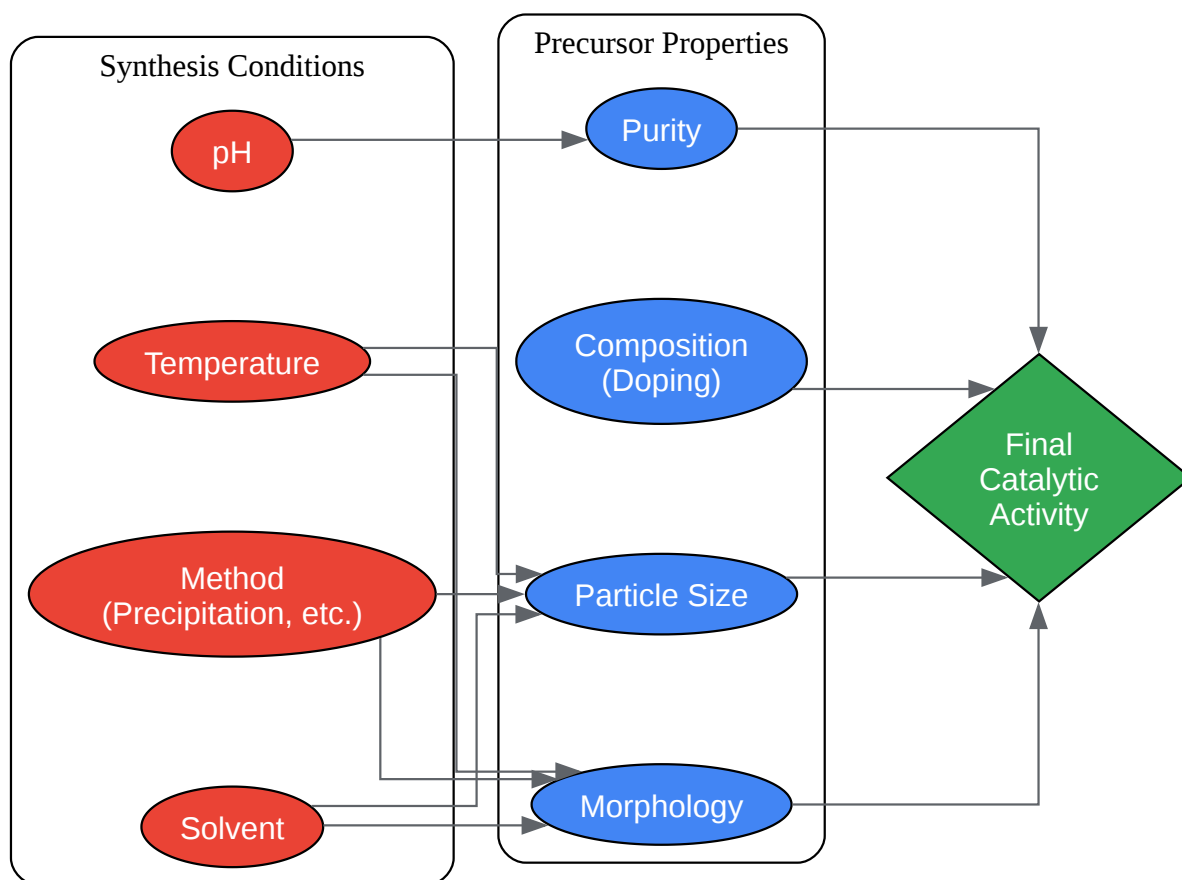 Synthesis Conditions
pH
Temperature
Method
(Precipitation, etc.)
Solvent
Precursor Properties
Purity
Composition
(Doping)
Particle Size
Morphology
Final
Catalytic
Activity